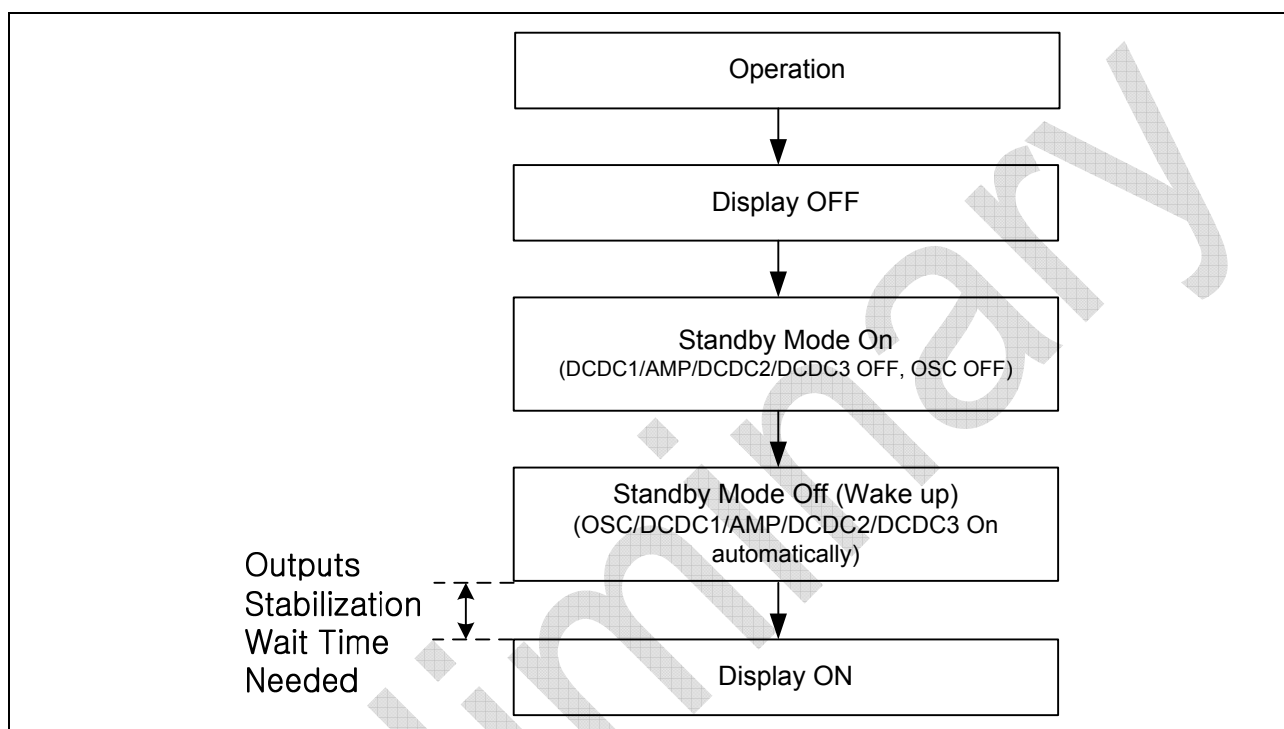 Operation
Display OFF
Standby Mode On
(DCDC1/AMP/DCDC2/DCDC3 OFF, OSC OFF)
Standby Mode Off (Wake up)
(OSC/DCDC1/AMP/DCDC2/DCDC3 On
automatically)
Outputs
Stabilization
Wait Time
Needed
Display ON
liminary